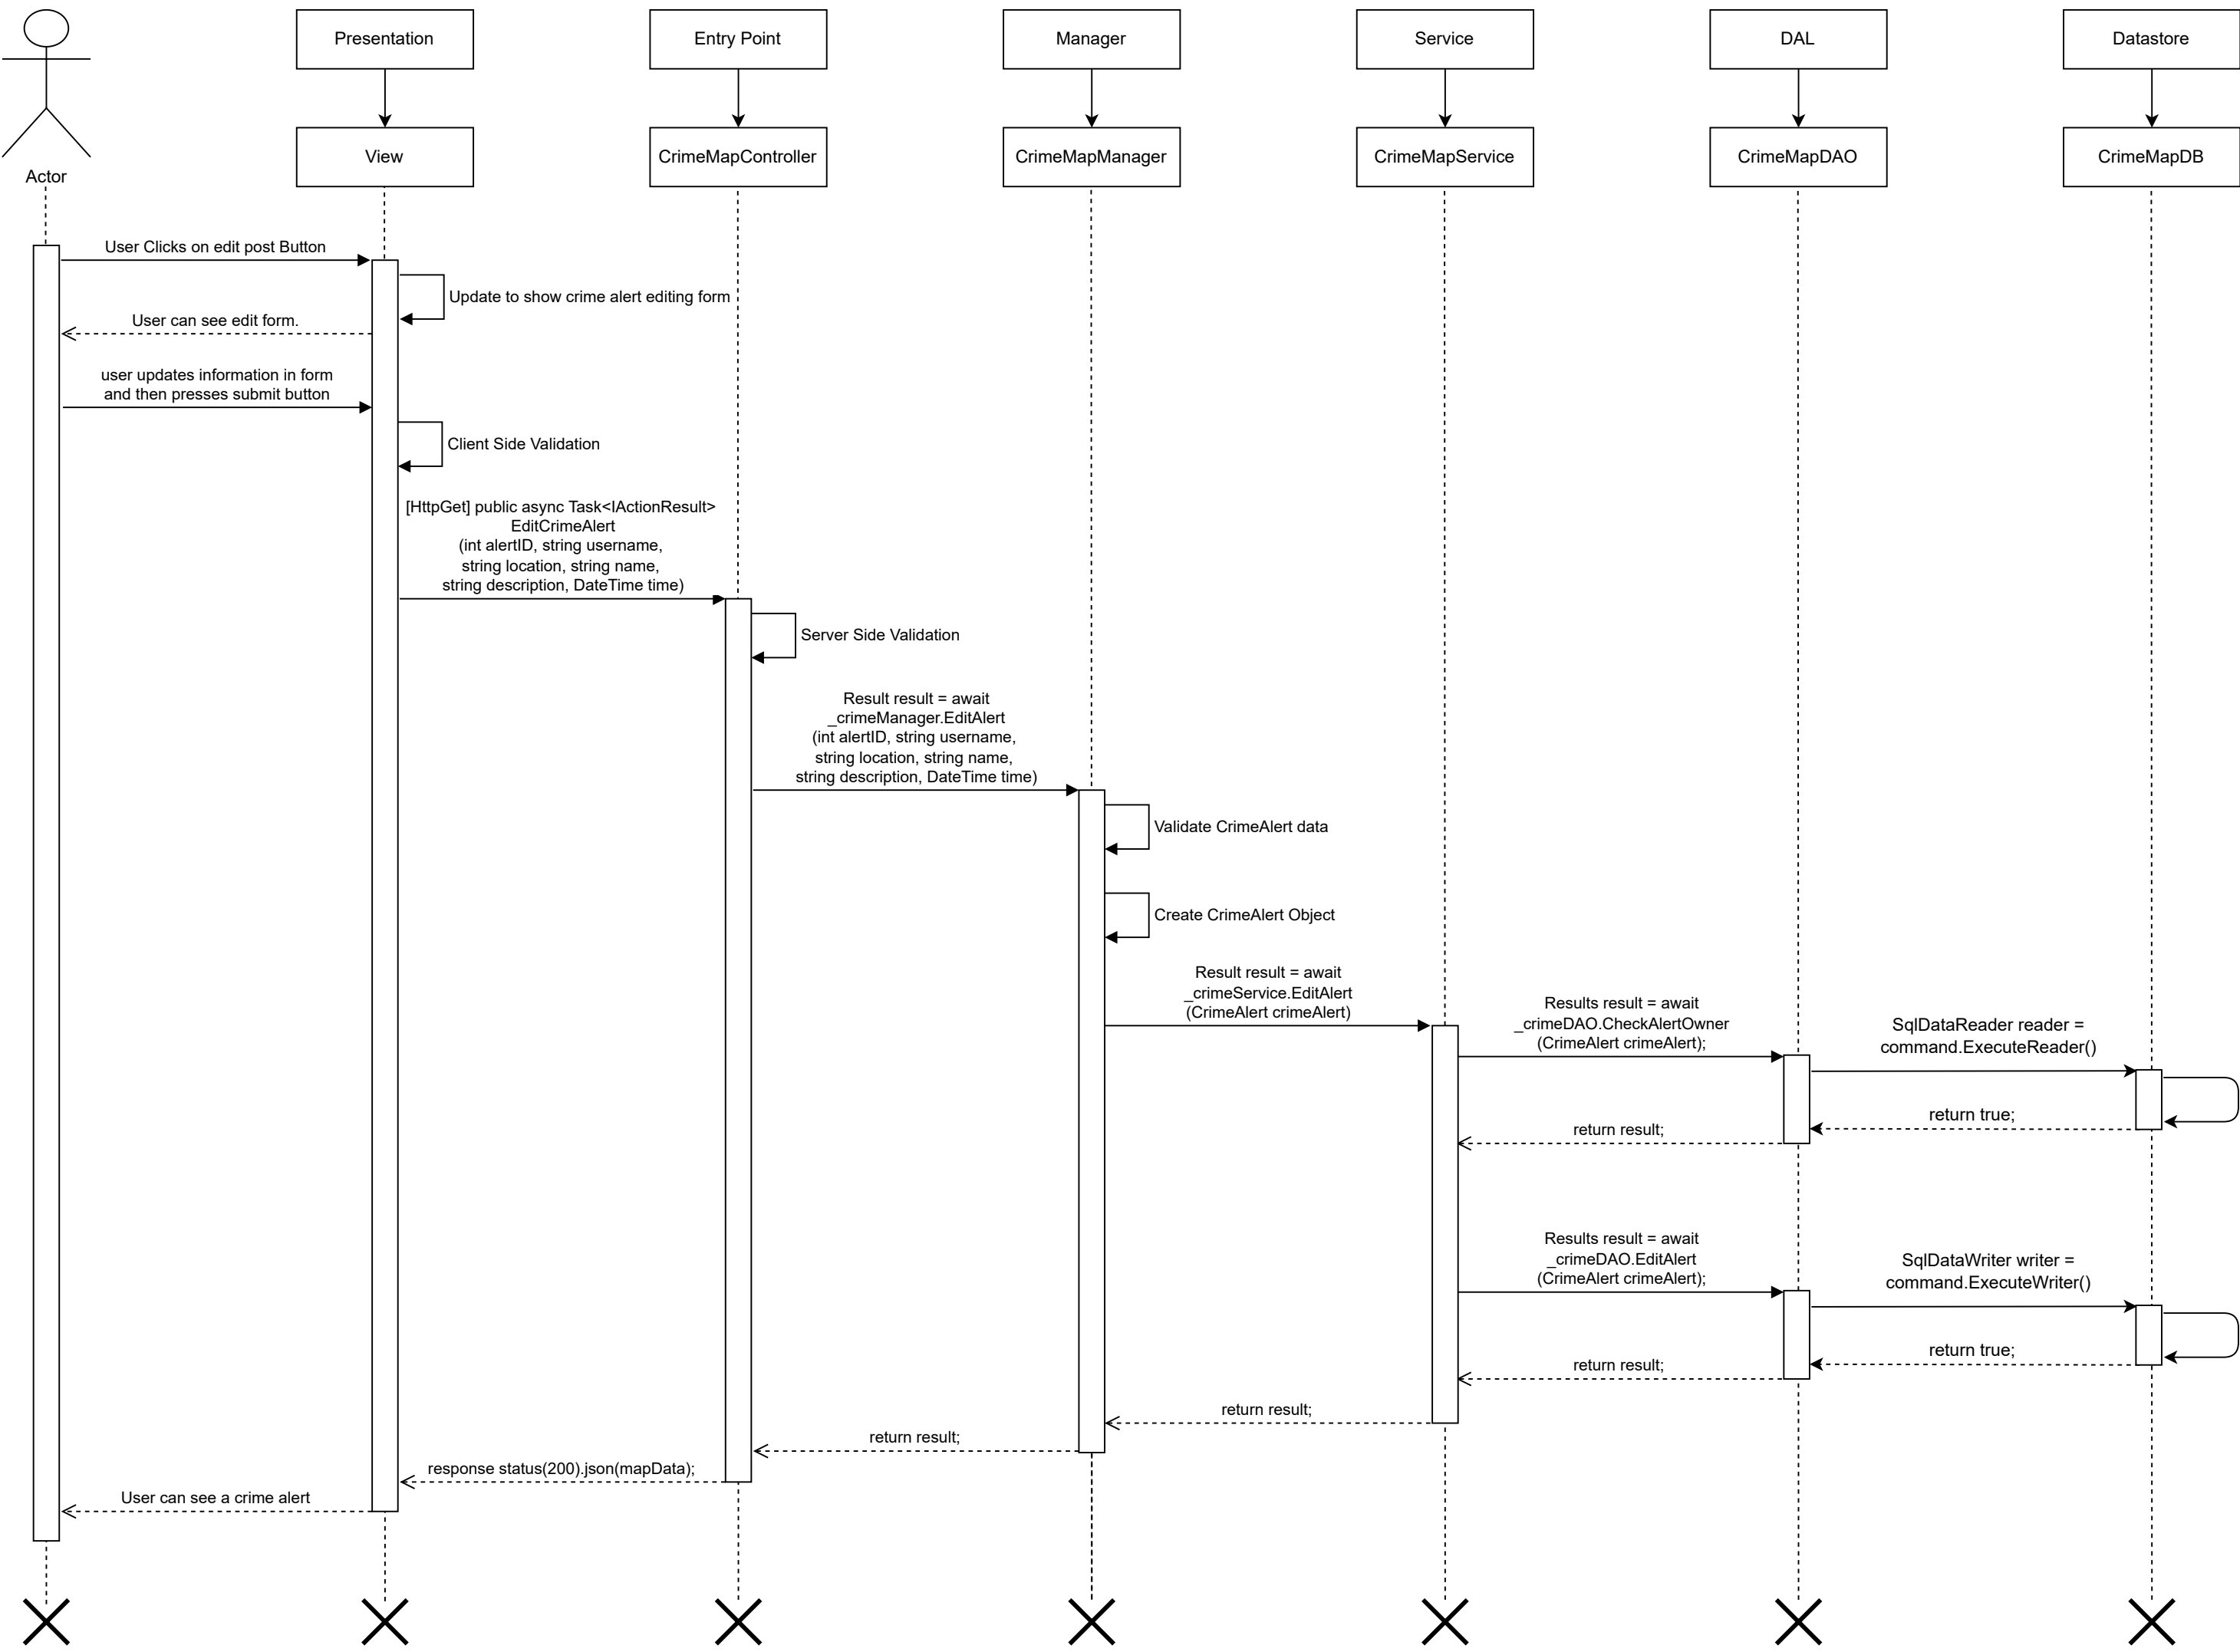 Presentation
Entry Point
Manager
Service
DAL
Datastore
View
CrimeMapController
CrimeMapManager
CrimeMapService
CrimeMapDAO
CrimeMapDB
Actor
User Clicks on edit post Button
Update to show crime alert editing form
User can see edit form.
user updates information in form
and then presses submit button
Client Side Validation
[HttpGet] public async Task<IActionResult>
EditCrimeAlert
(int alertID, string username,
string location, string name,
string description, DateTime time)
Server Side Validation
Result result = await
_crimeManager.EditAlert
(int alertID, string username,
string location, string name,
string description, DateTime time)
Validate CrimeAlert data
Create CrimeAlert Object
Result result = await
_crimeService.EditAlert
(CrimeAlert crimeAlert)
Results result = await
_crimeDAO.CheckAlertOwner
(CrimeAlert crimeAlert);
SqlDataReader reader =
command.ExecuteReader()
return true;
return result;
Results result = await
_crimeDAO.EditAlert
(CrimeAlert crimeAlert);
SqlDataWriter writer =
command.ExecuteWriter()
return true;
return result;
return result;
return result;
response status(200).json(mapData);
User can see a crime alert